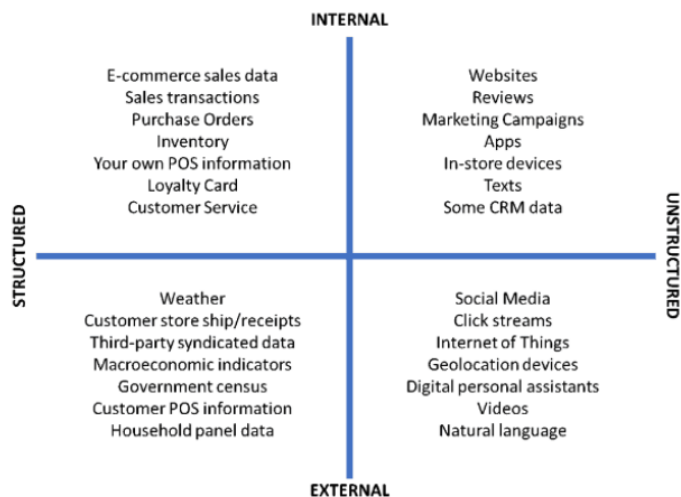 INTERNAL
E-commerce sales data
Sales transactions
Purchase Orders
Inventory
Your own POS information
Loyalty Card
Customer Service
Websites
Reviews
Marketing Campaigns
Apps
In-store devices
Texts
Some CRM data
STRUCTURED
UNSTRUCTURED
Weather
Customer store ship/receipts
Third-party syndicated data
Macroeconomic indicators
Government census
Customer POS information
Household panel data
Social Media
Click streams
Internet of Things
Geolocation devices
Digital personal assistants
Videos
Natural language
EXTERNAL